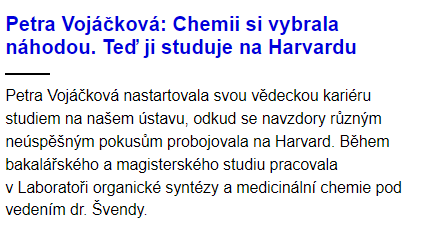 Petra Vojáčková: Chemii si vybrala
náhodou. Teď ji studuje na Harvardu
Petra Vojáčková nastartovala svou vědeckou kariéru
studiem na našem ústavu, odkud se navzdory různým
neúspěšným pokusům probojovala na Harvard. Během
bakalářského a magisterského studiu pracovala
v Laboratoři organické syntézy a medicinální chemie pod
vedením dr. Švendy.